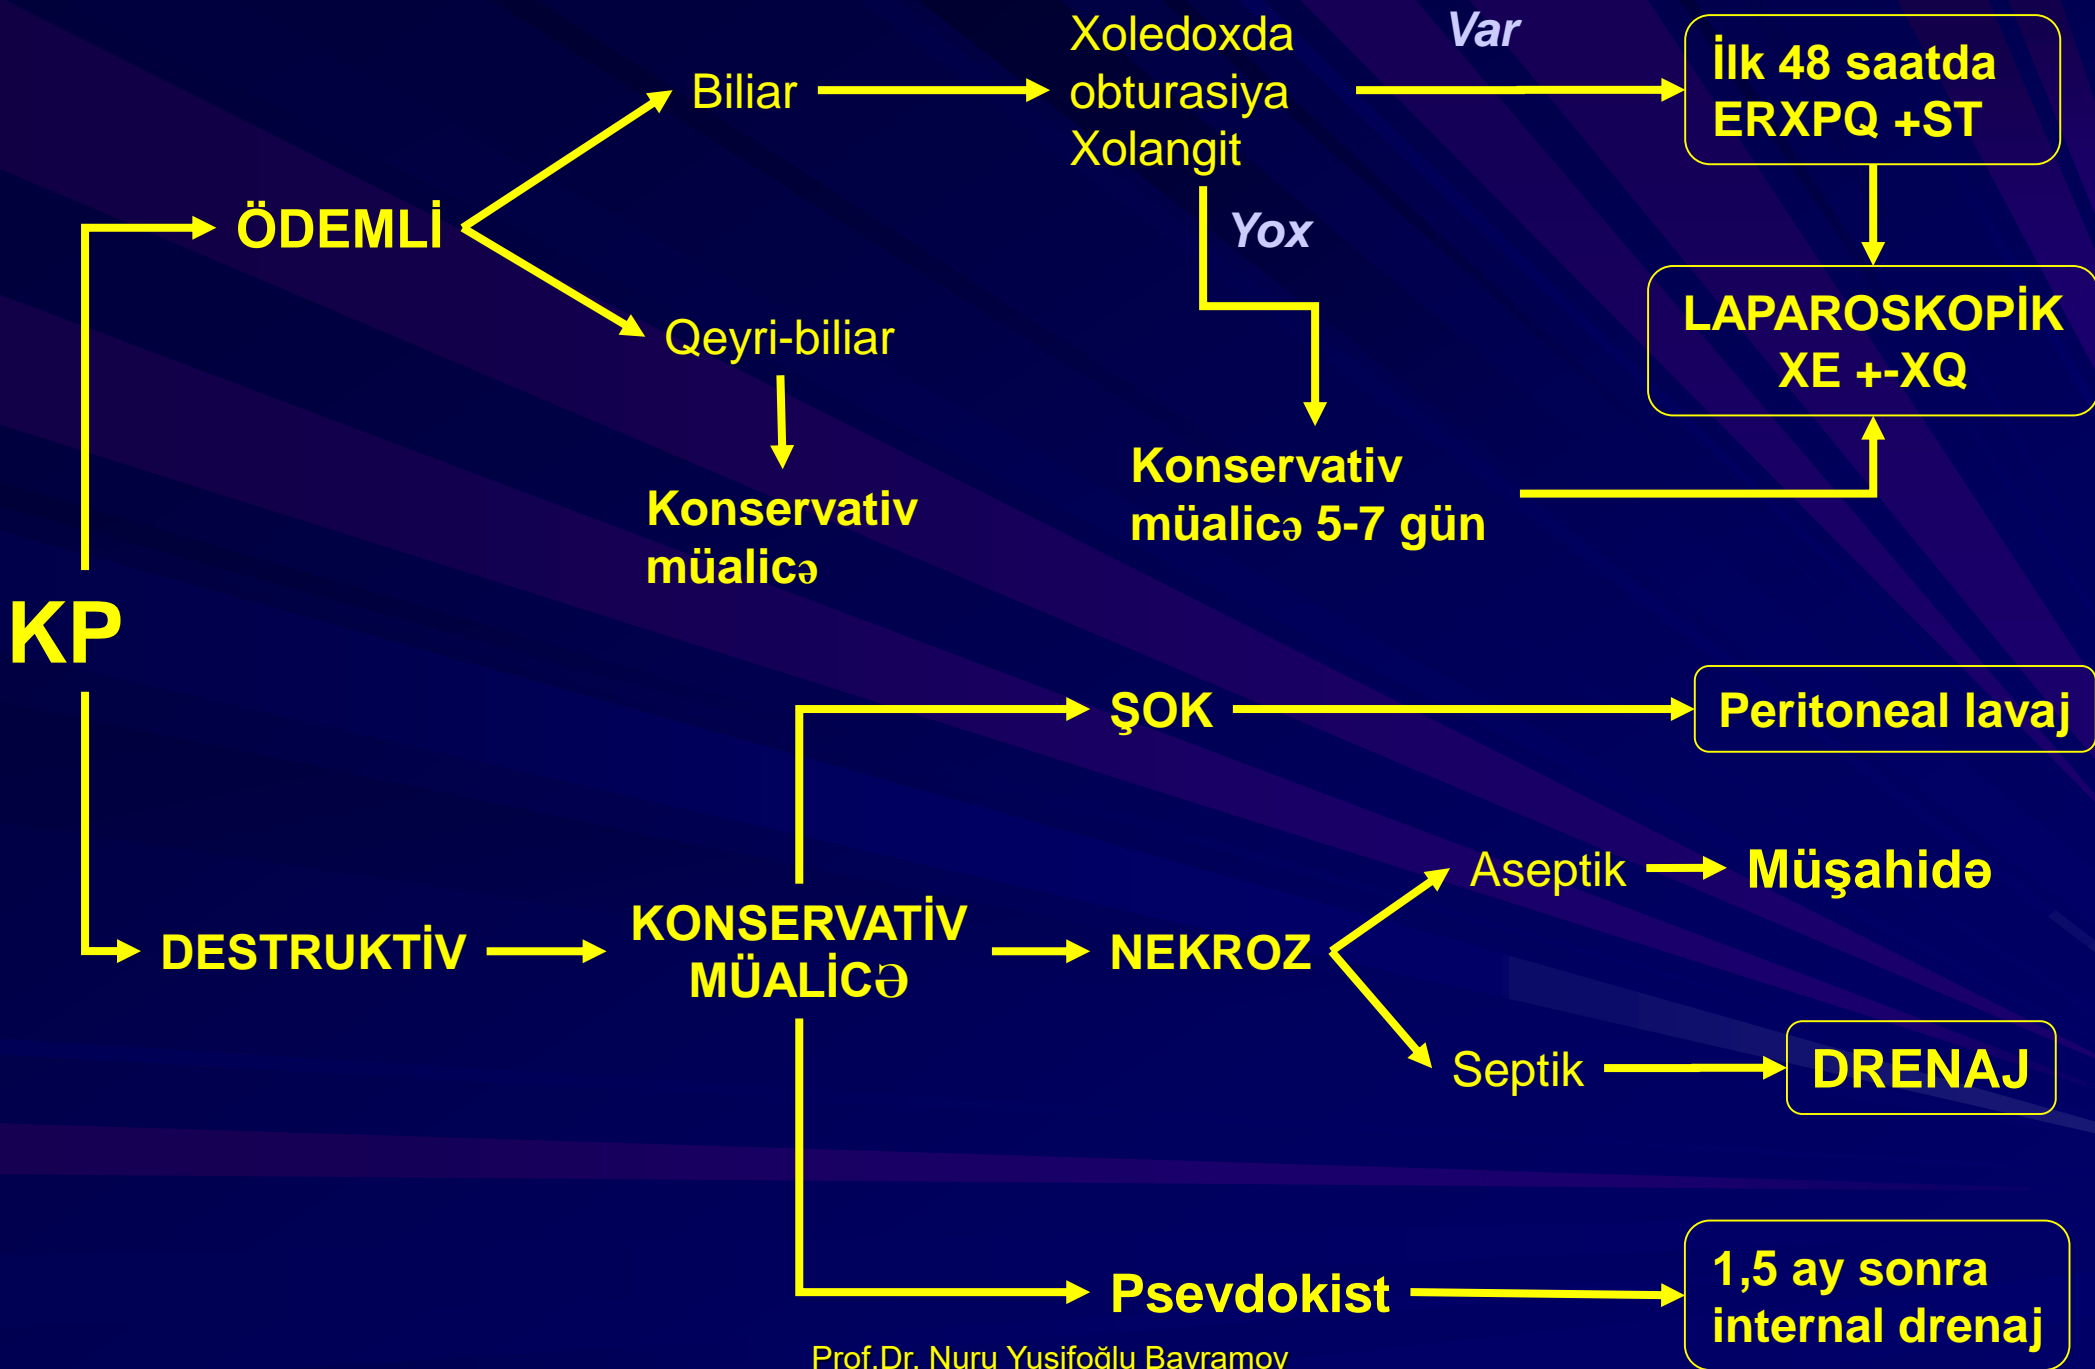 Xoledoxda
obturasiya
Xolangit
Var
İlk 48 saatda
ERXPQ +ST
Biliar
ÖDEMLİ
Yox
Qeyri-biliar
LAPAROSKOPİK
XE +-XQ
Konservativ
müalicə
Konservativ
müalicə 5-7 gün
KP
ŞOK
Peritoneal lavaj
Aseptik
Müşahidə
DESTRUKTİV
KONSERVATİV
MÜALİCƏ
NEKROZ
Septik
DRENAJ
Psevdokist
1,5 ay sonra
internal drenaj
Prof.Dr. Nuru Yusifoğlu Bayramov